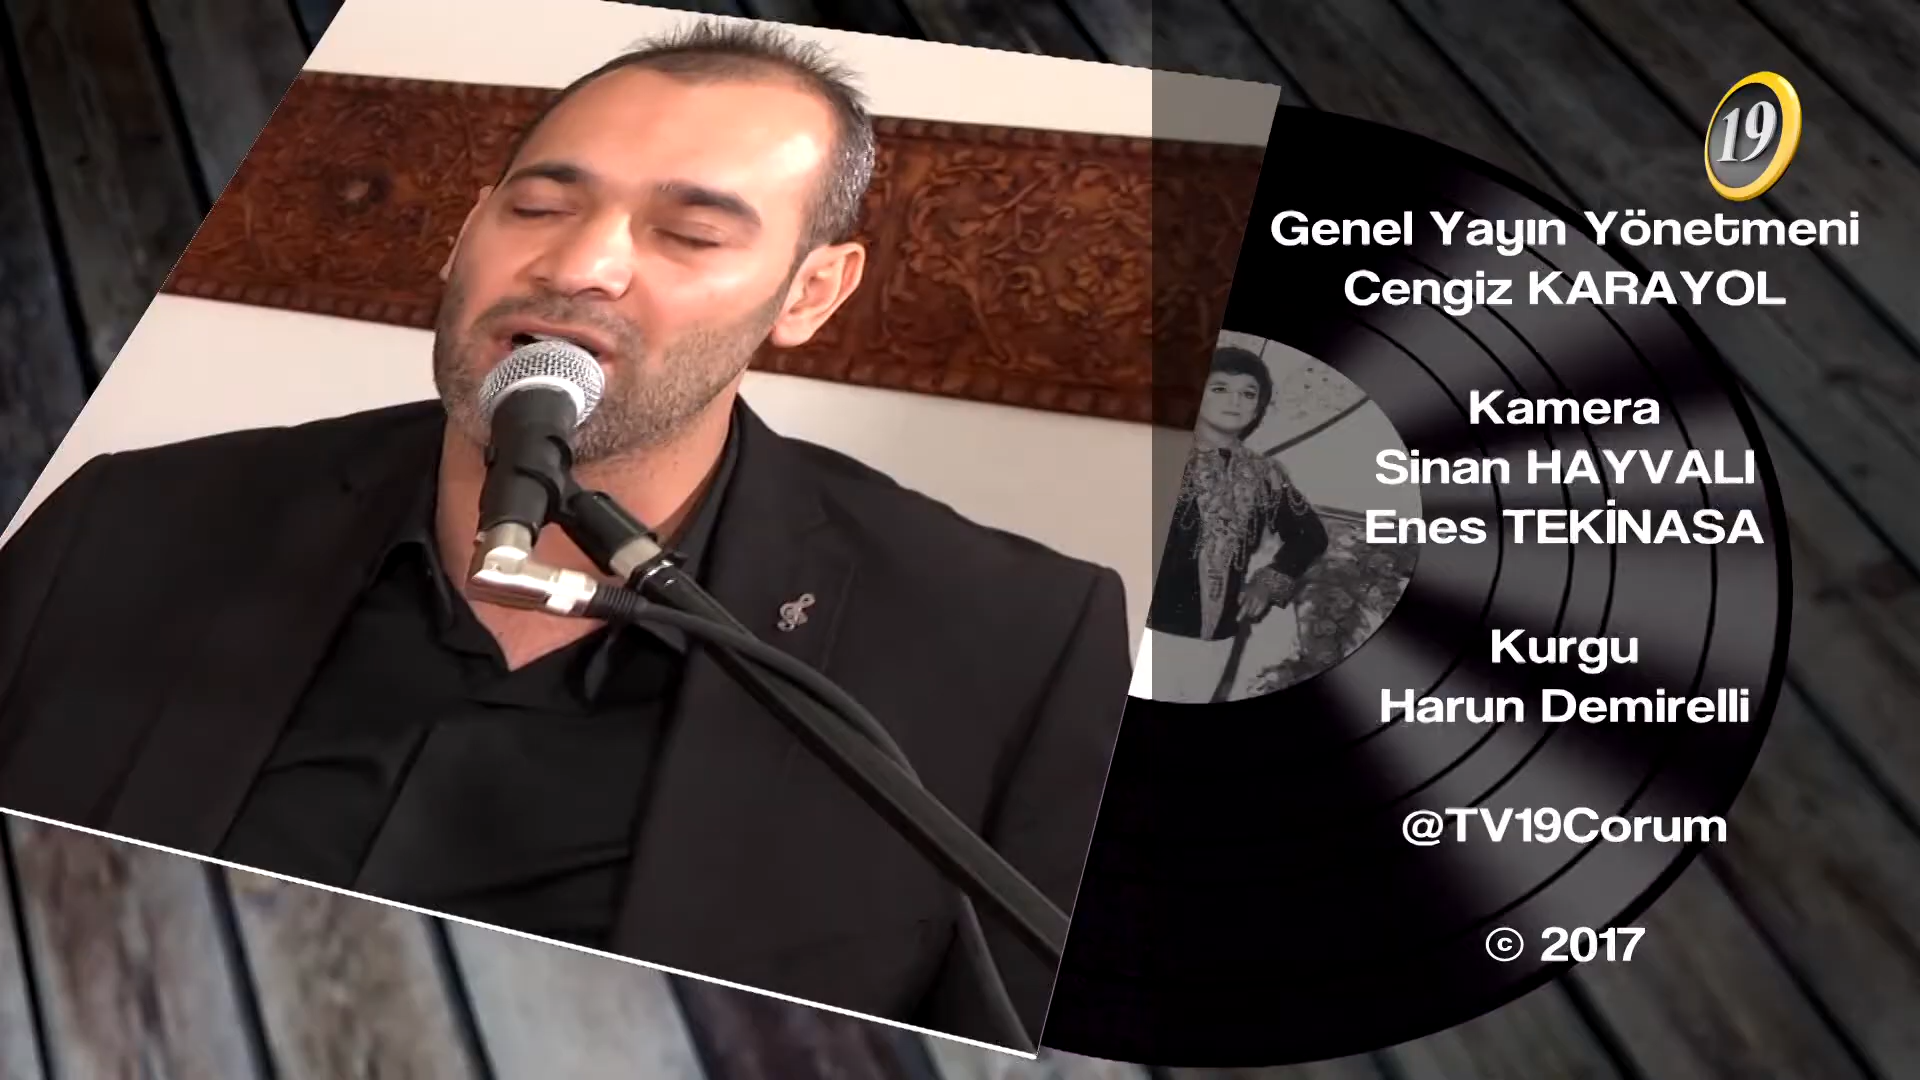 19
Genel Yayın Yönetmeni
Cengiz KARAYOL
Kamera
Sinan HAYVALI
Enes TEKİNASA
Kurgu
Harun Demirelli
@TV19Corum
© 2017